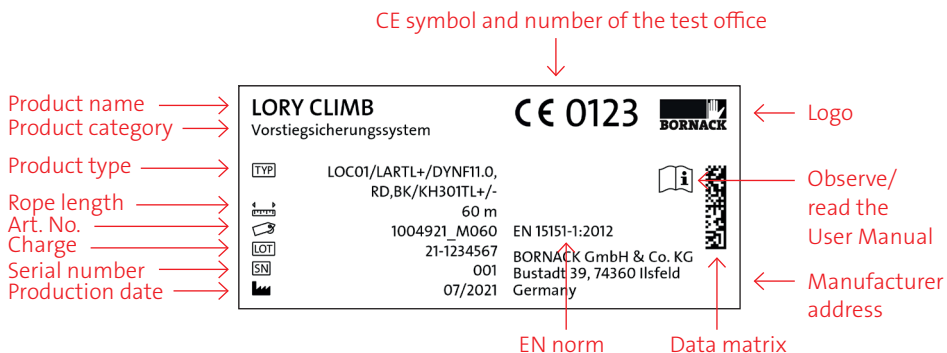 CE symbol and number of the test office
Product name
Product category
Product type
Rope length
Art. No.
Charge
Serial number
Production date
LORY CLIMB
Vorstiegsicherungssystem
CE 0123
BORNACK
TYP
LOC01/LARTL+/DYNF11.0,
RD,BK/KH301TL+/-
60 m
1004921_M060
LOT
21-1234567
SN
001
07/2021
i
EN 15151-1:2012
BORNACK GmbH & Co. KG
Bustadt 39, 74360 Ilsfeld
Germany
Logo
Observe/
read the
User Manual
Manufacturer
address
EN norm
Data matrix